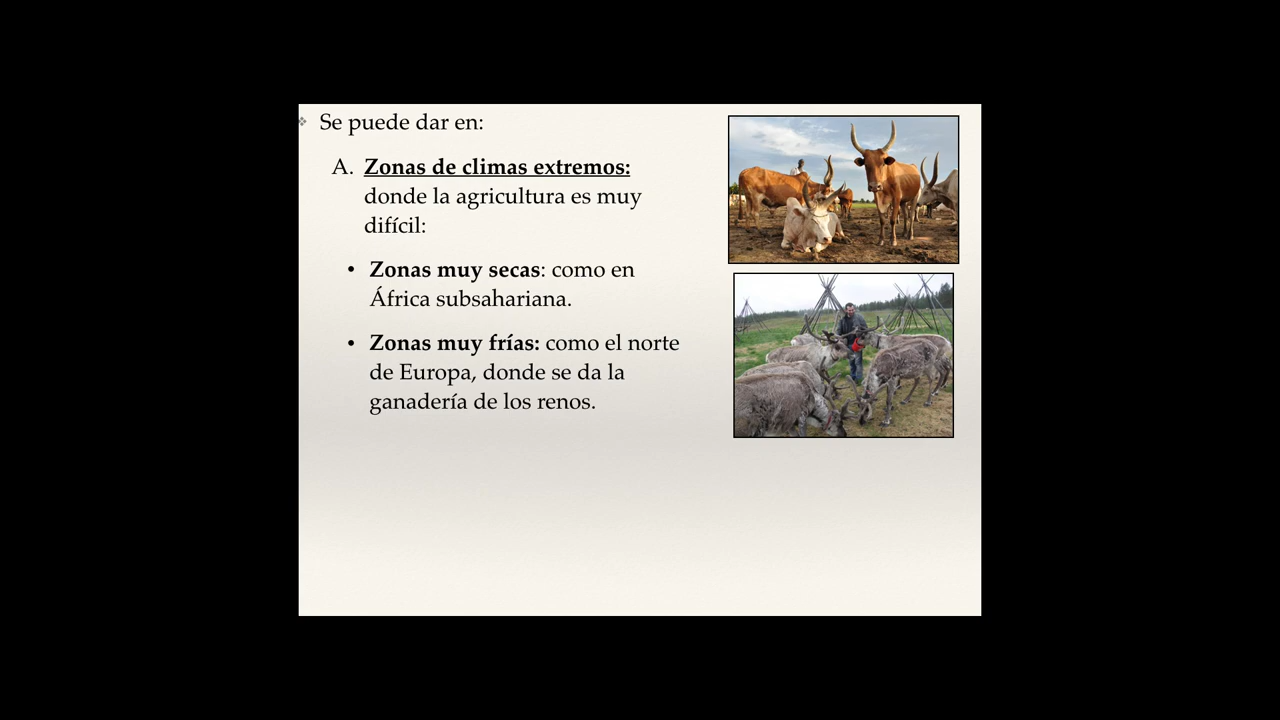 ❖ Se puede dar en:
A. Zonas de climas extremos:
donde la agricultura es muy
difícil:
• Zonas muy secas: como en
África subsahariana.
• Zonas muy frías: como el norte
de Europa, donde se da la
ganadería de los renos.